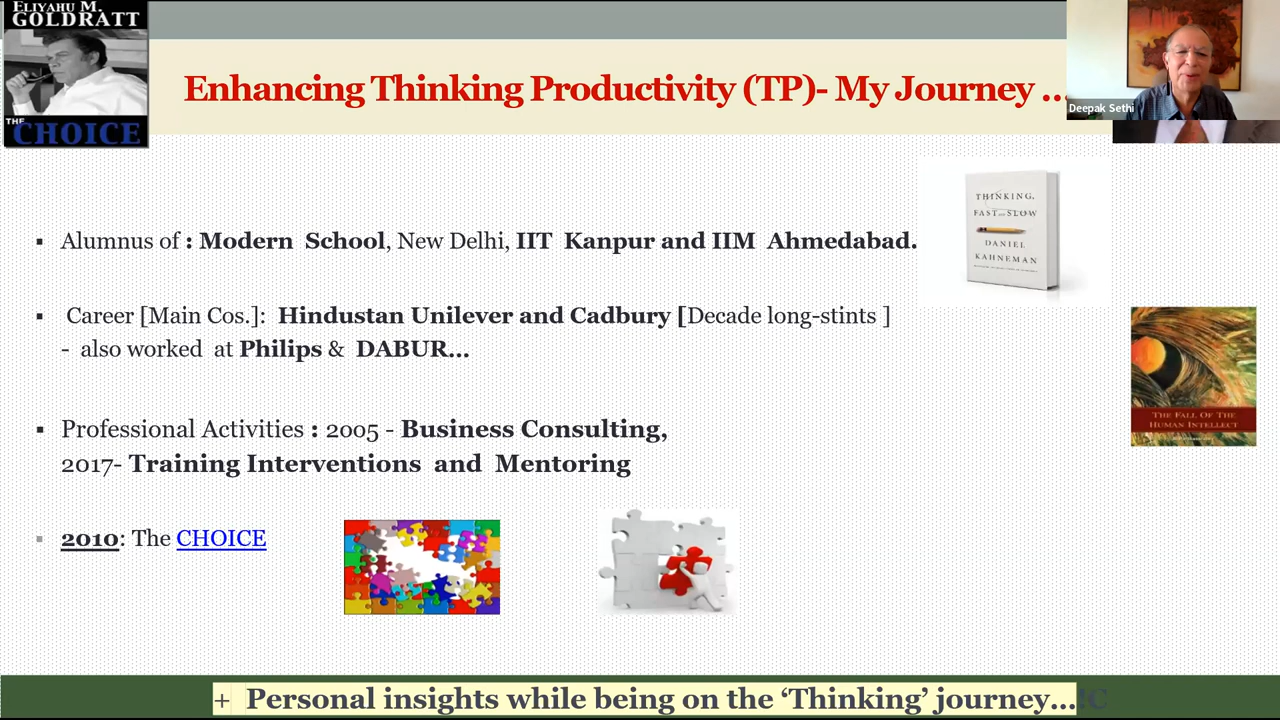 ELIYAHU M.
GOLDRATT
THE
CHOICE
Enhancing Thinking Productivity (TP)- My Journey ...
Deepak Sethi
THINKING,
FAST AND SLOW
DANIEL
KAHNEMAN
▪ Alumnus of : Modern School, New Delhi, IIT Kanpur and IIM Ahmedabad.
▪ Career [Main Cos.]: Hindustan Unilever and Cadbury [Decade long-stints ]
- also worked at Philips & DABUR...
THE FALL OF THE
HUMAN INTELLECT
▪ Professional Activities : 2005 - Business Consulting,
2017- Training Interventions and Mentoring
▪ 2010: The CHOICE
+ Personal insights while being on the ‘Thinking’ journey...!C